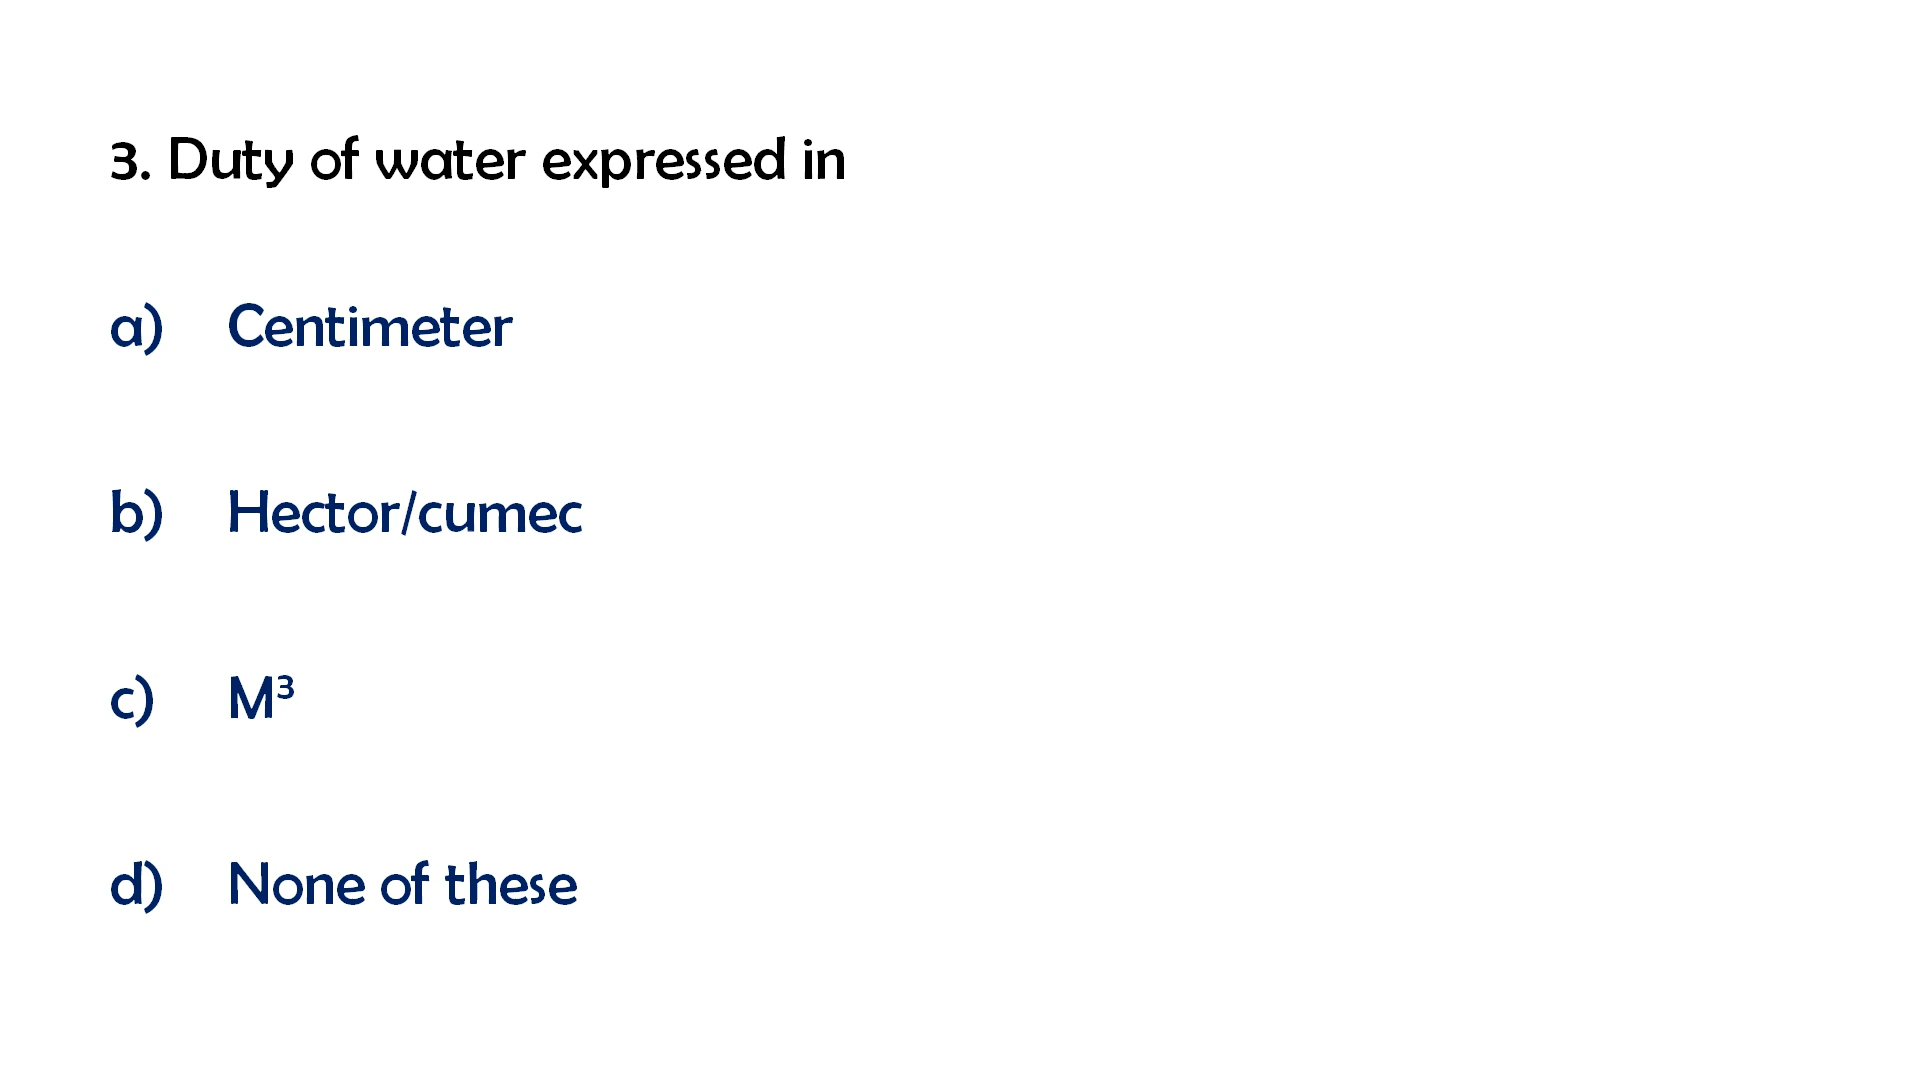 3. Duty of water expressed in
a) Centimeter
b) Hector/cumec
c) M³
d) None of these